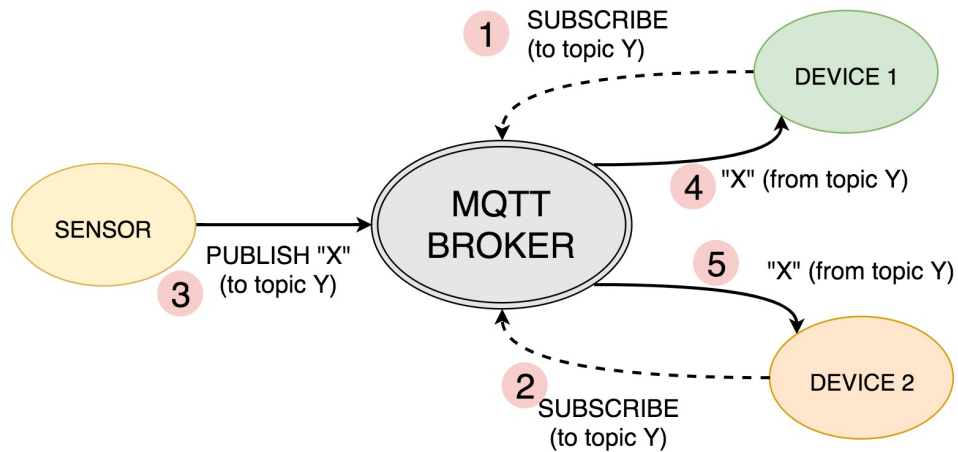 1
SUBSCRIBE
(to topic Y)
DEVICE 1
4
"X" (from topic Y)
MQTT
BROKER
SENSOR
PUBLISH "X"
(to topic Y)
3
5
"X" (from topic Y)
DEVICE 2
2
SUBSCRIBE
(to topic Y)